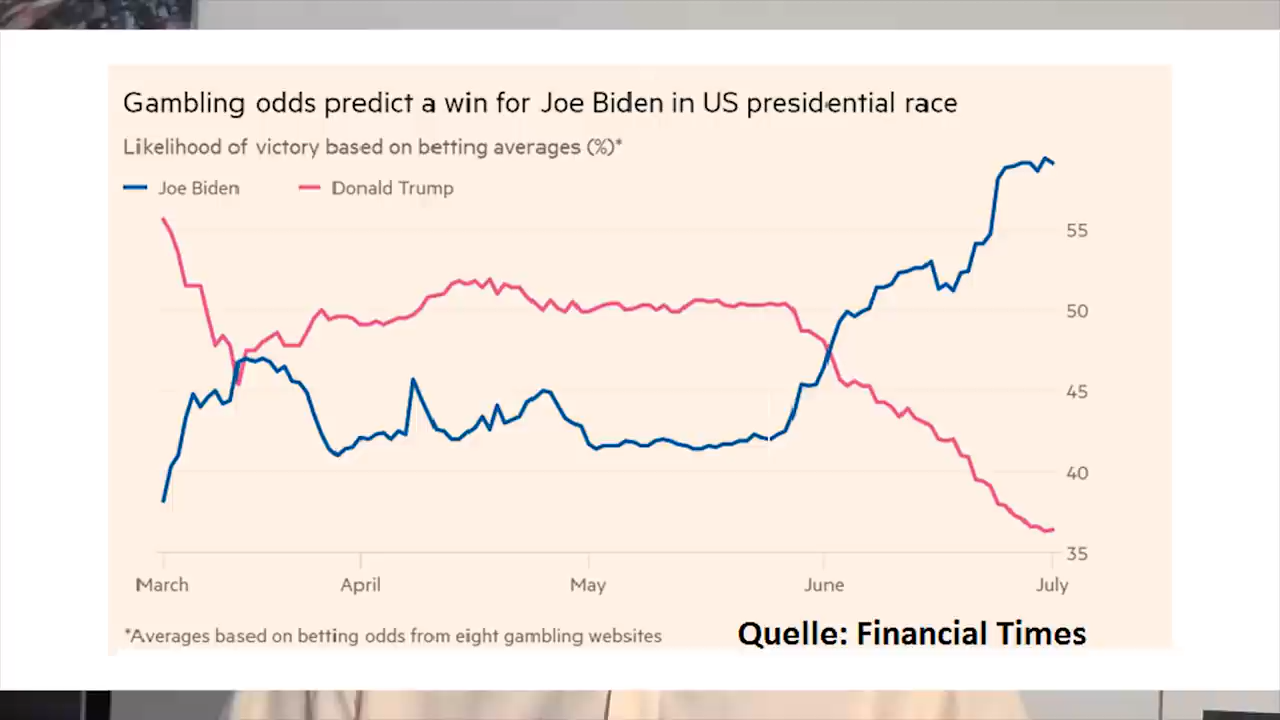 Gambling odds predict a win for Joe Biden in US presidential race
Likelihood of victory based on betting averages (%)*
Joe Biden
Donald Trump
55
50
45
40
35
March
April
May
June
July
*Averages based on betting odds from eight gambling websites
Quelle: Financial Times